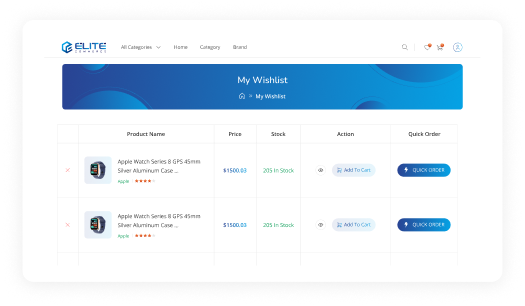 ELITE
COMMERCE
All Categories Home Category Brand
My Wishlist
My Wishlist
Product Name Price Stock Action Quick Order
Apple Watch Series 8 GPS 45mm
Silver Aluminum Case ...
Apple
$1500.03 205 In Stock Add To Cart QUICK ORDER
Apple Watch Series 8 GPS 45mm
Silver Aluminum Case ...
Apple
$1500.03 205 In Stock Add To Cart QUICK ORDER